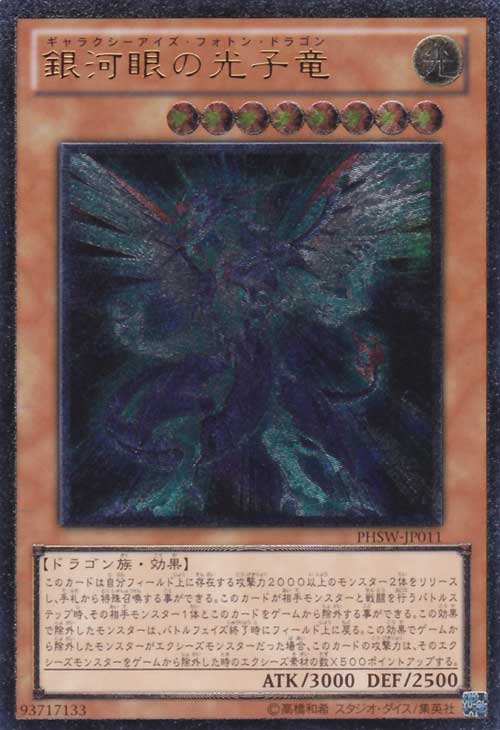 ギャラクシーアイズ・フォトン・ドラゴン
銀河眼の光子竜
光
PHSW-JP011
【ドラゴン族・効果】
このカードは自分フィールド上に存在する攻撃力2000以上のモンスター2体をリリース
し、手札から特殊召喚する事ができる。このカードが相手モンスターと戦闘を行うバトルス
テップ時、その相手モンスター1体とこのカードをゲームから除外する事ができる。この効果
で除外したモンスターは、バトルフェイズ終了時にフィールド上に戻る。この効果でゲームか
ら除外したモンスターがエクシーズモンスターだった場合、このカードの攻撃力は、そのエク
シーズモンスターをゲームから除外した時のエクシーズ素材の数×500ポイントアップする。
ATK/3000 DEF/2500
93717133
©高橋和希 スタジオ・ダイス/集英社